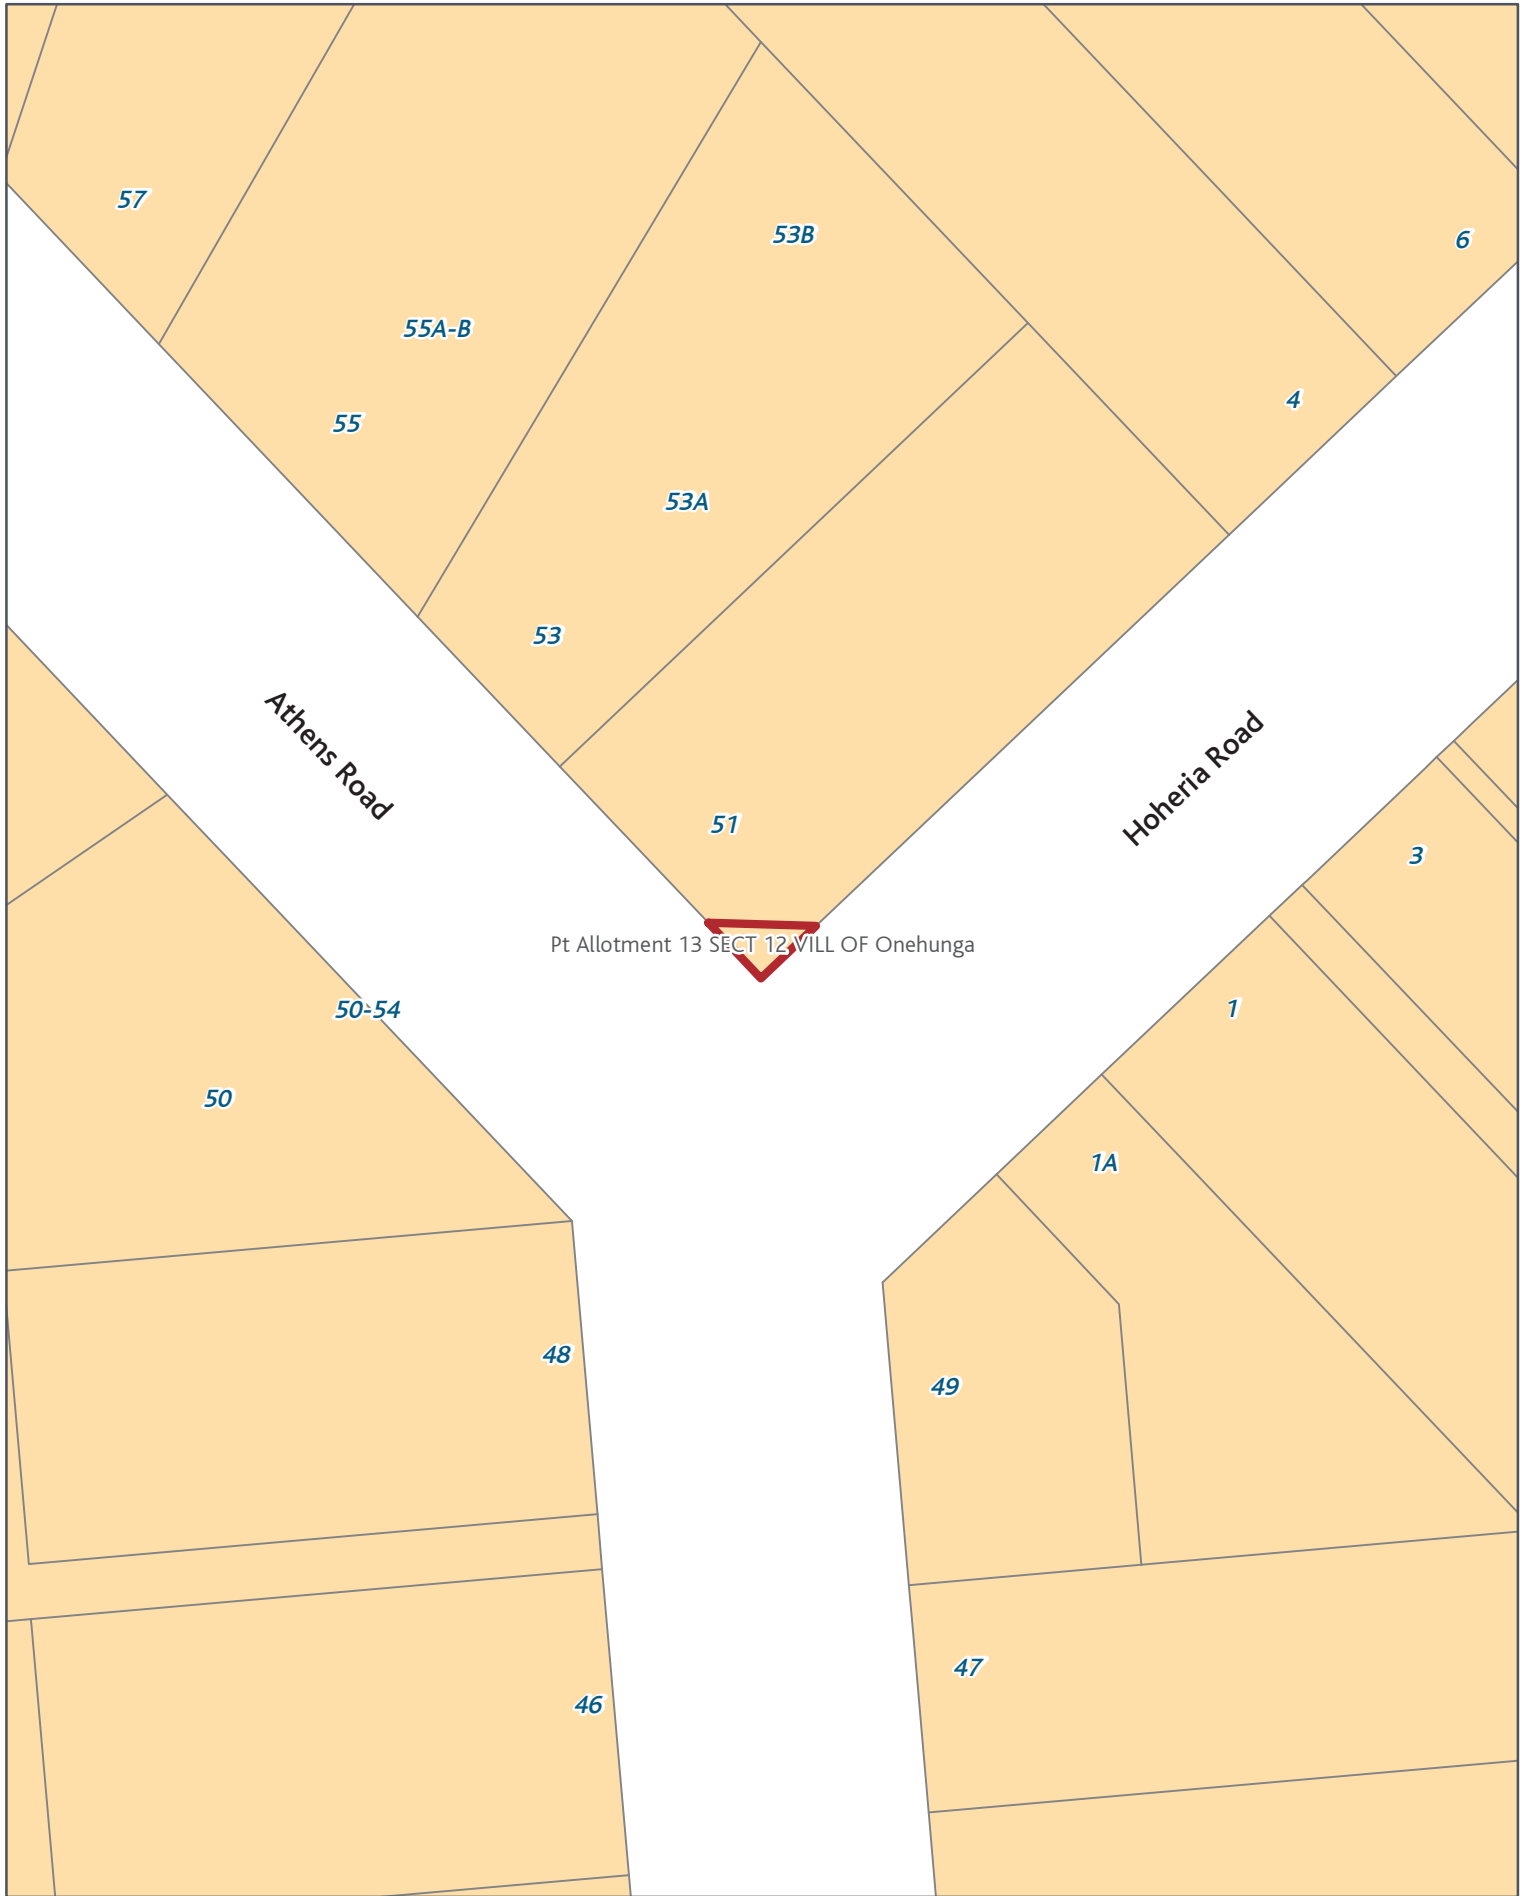 57
53B
6
55A-B
4
55
53A
53
Athens Road
Hoheria Road
51
3
Pt Allotment 13 SECT 12 VILL OF Onehunga
50-54
1
50
1A
48
49
47
46